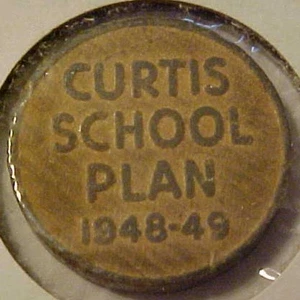 CURTIS
SCHOOL
PLAN
1948-49